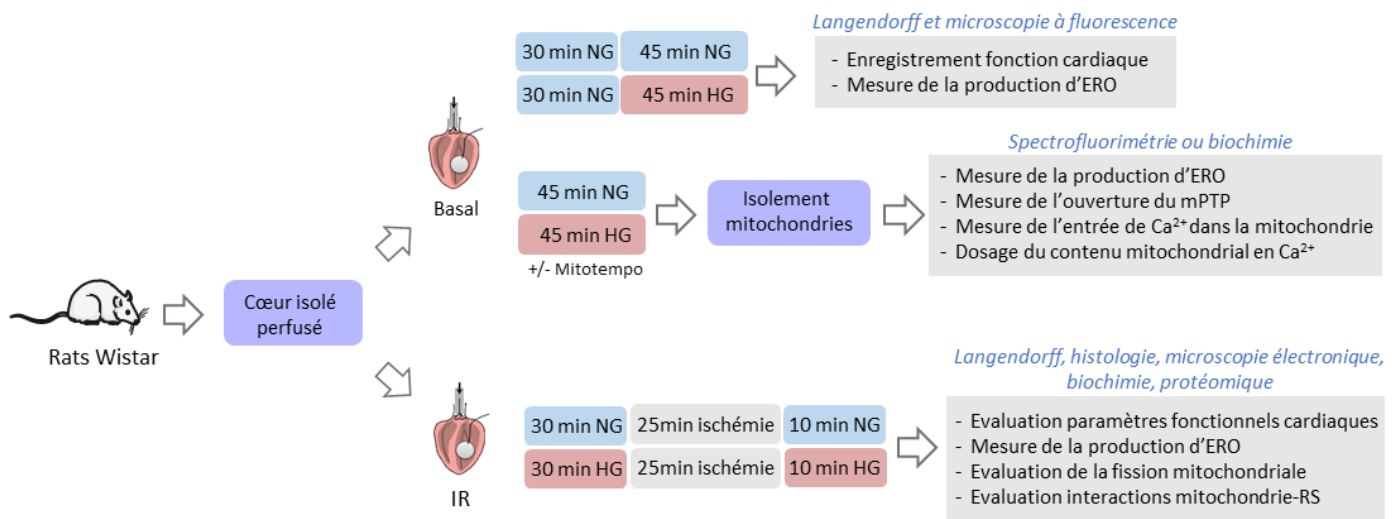 Langendorff et microscopie à fluorescence
30 min NG 45 min NG
30 min NG 45 min HG
- Enregistrement fonction cardiaque
- Mesure de la production d'ERO
Basal
Spectrofluorimétrie ou biochimie
45 min NG
45 min HG
+/- Mitotempo
Isolement
mitochondries
- Mesure de la production d'ERO
- Mesure de l'ouverture du mPTP
- Mesure de l'entrée de Ca²⁺ dans la mitochondrie
- Dosage du contenu mitochondrial en Ca²⁺
Rats Wistar
Cœur isolé
perfusé
Langendorff, histologie, microscopie électronique,
biochimie, protéomique
IR
30 min NG 25min ischémie 10 min NG
30 min HG 25min ischémie 10 min HG
- Evaluation paramètres fonctionnels cardiaques
- Mesure de la production d'ERO
- Evaluation de la fission mitochondriale
- Evaluation interactions mitochondrie-RS